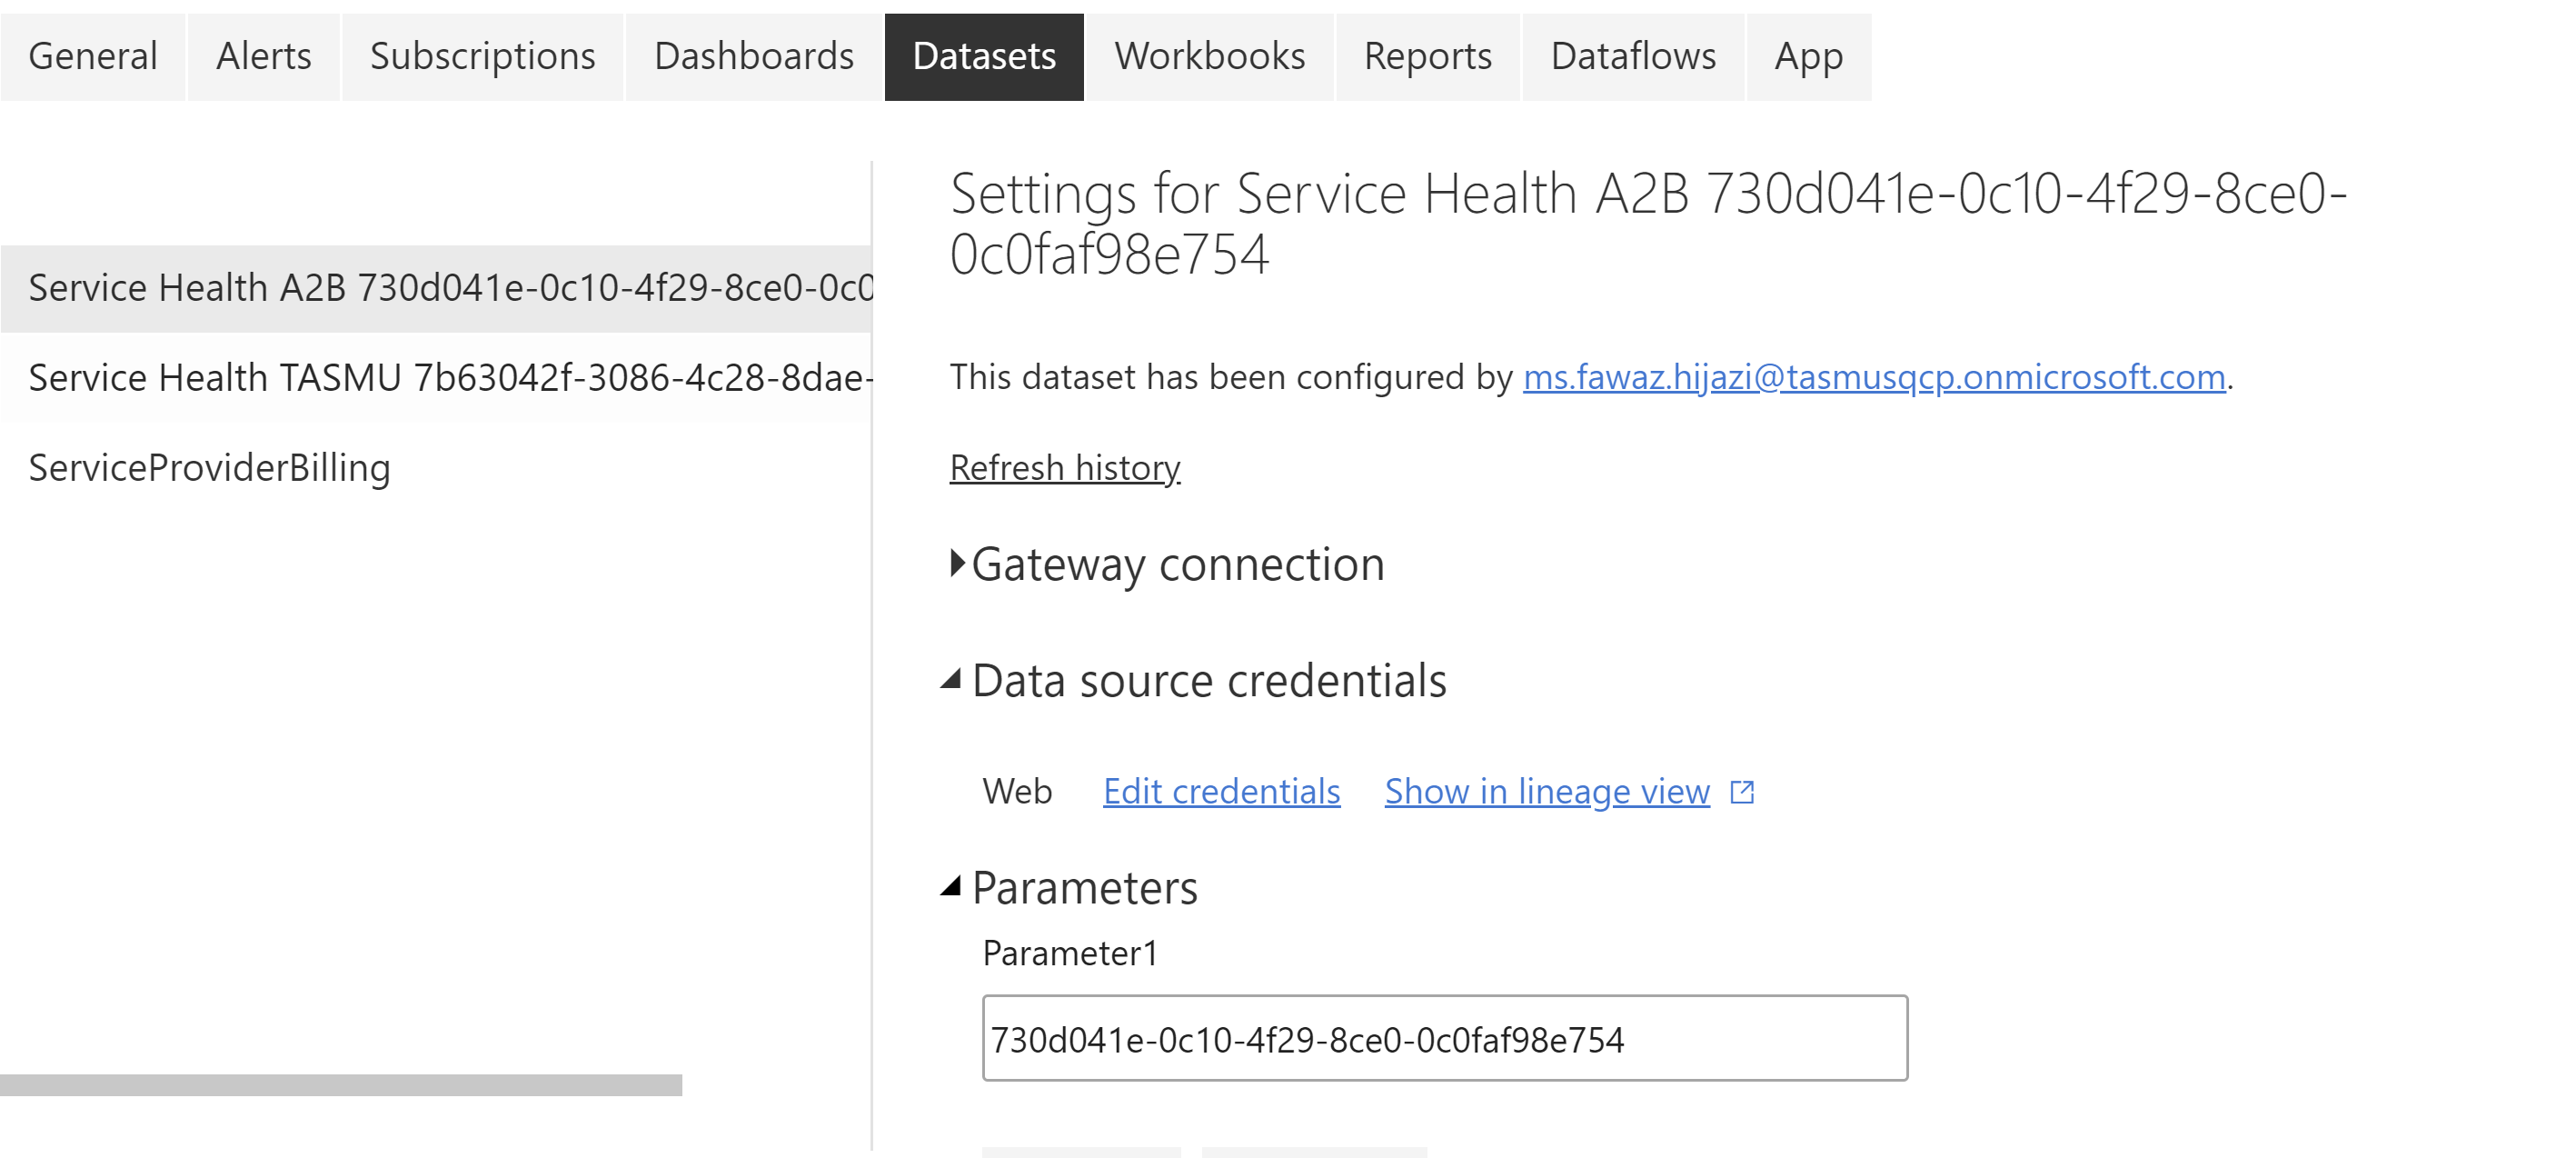 General Alerts Subscriptions Dashboards Datasets Workbooks Reports Dataflows App
Service Health A2B 730d041e-0c10-4f29-8ce0-0c0
Service Health TASMU 7b63042f-3086-4c28-8dae-
ServiceProviderBilling
Settings for Service Health A2B 730d041e-0c10-4f29-8ce0-
0c0faf98e754
This dataset has been configured by ms.fawaz.hijazi@tasmusqcp.onmicrosoft.com.
Refresh history
Gateway connection
Data source credentials
Web Edit credentials Show in lineage view
Parameters
Parameter1
730d041e-0c10-4f29-8ce0-0c0faf98e754